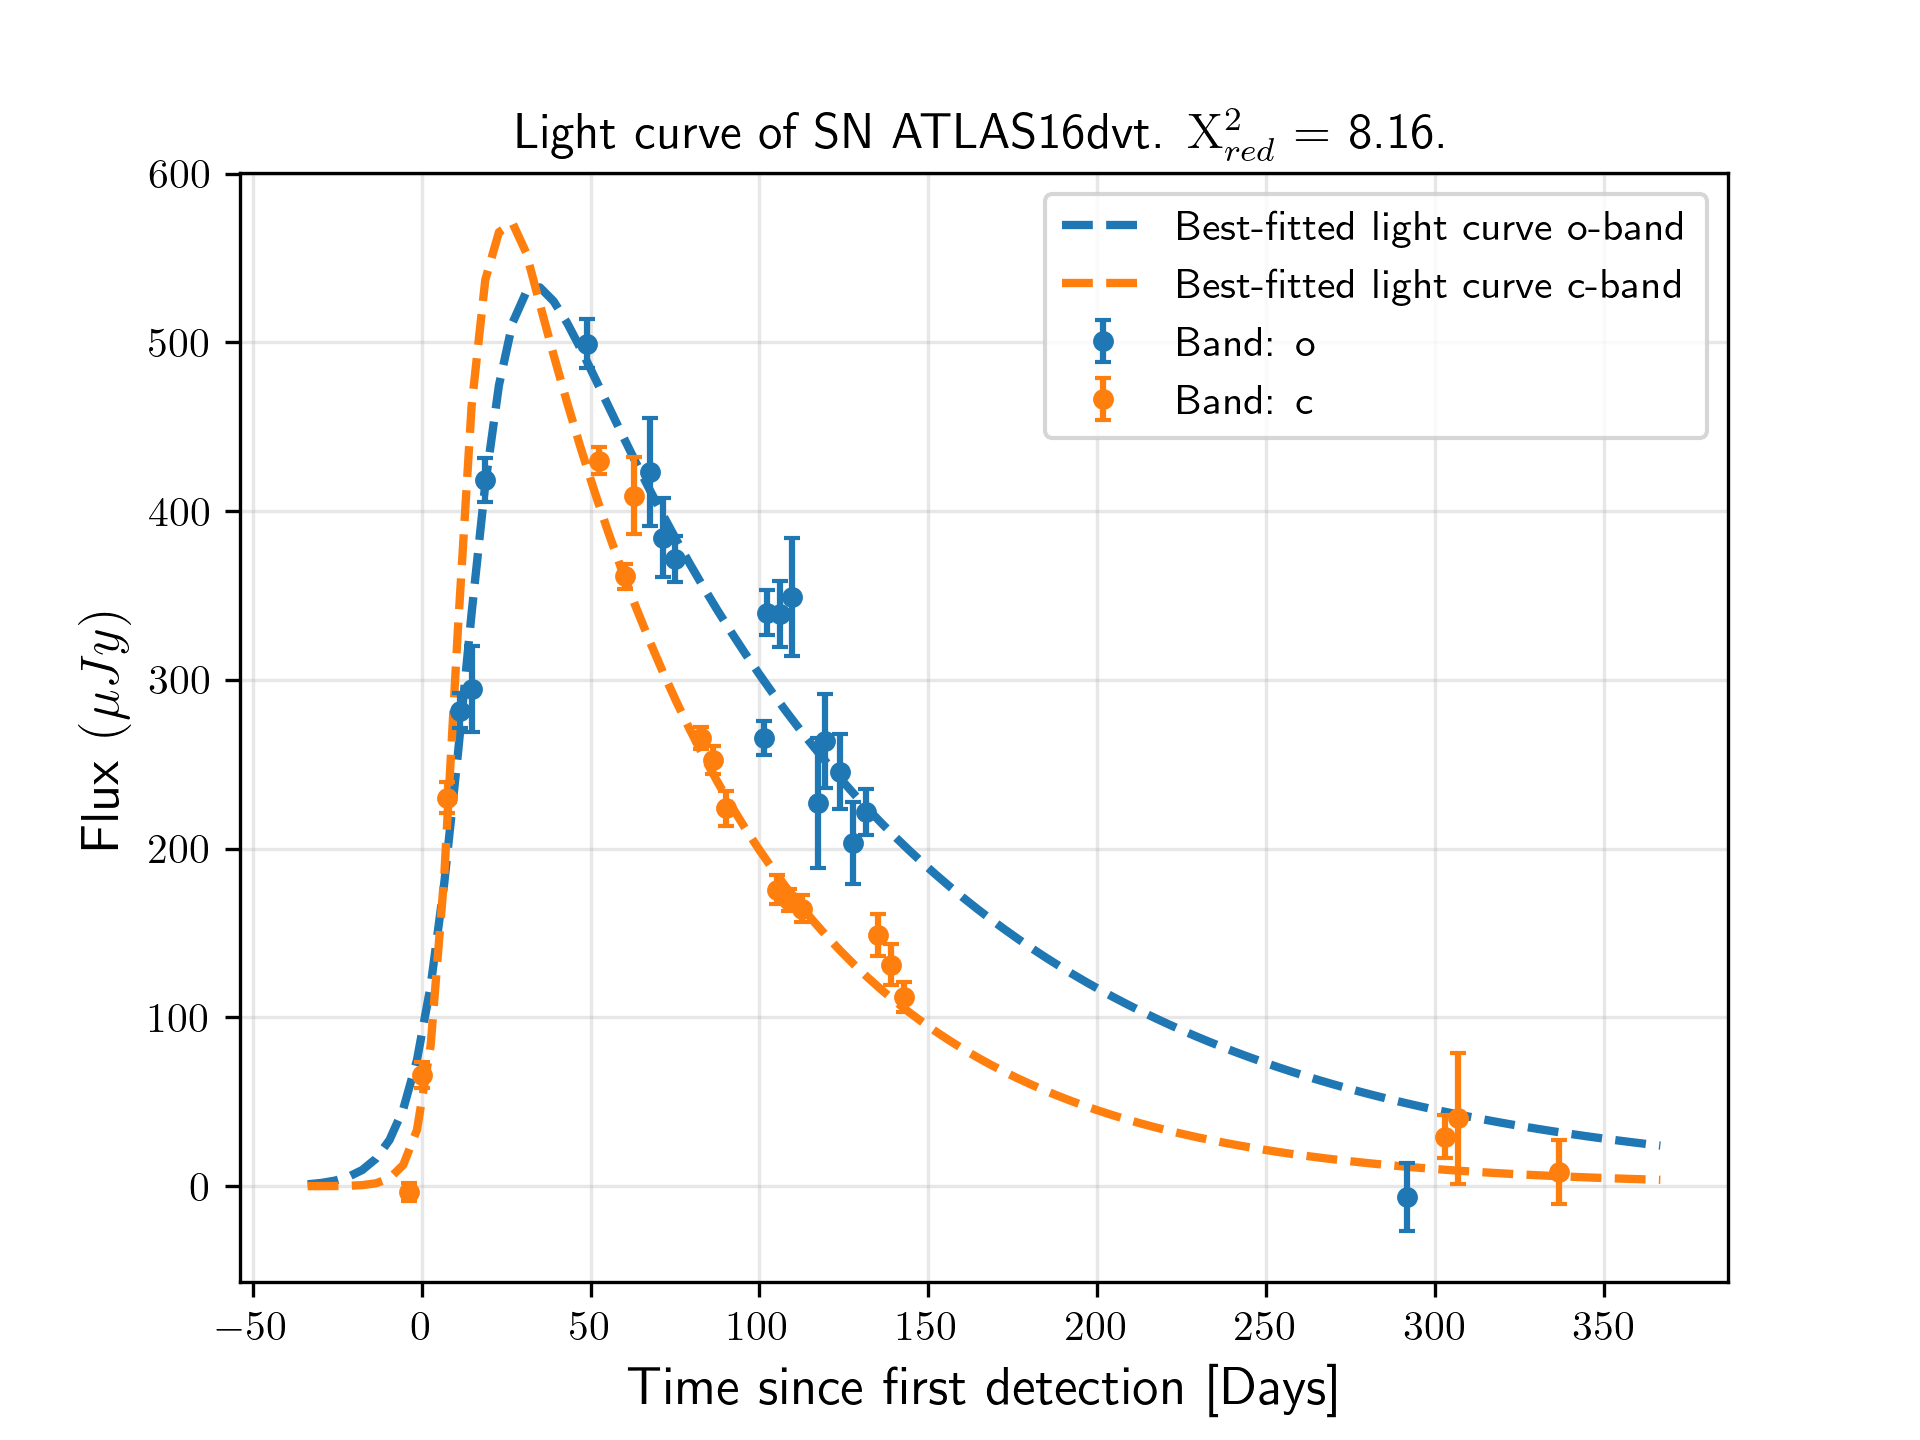 Light curve of SN ATLAS16dvt. X²_red = 8.16.
600
500
400
300
200
100
0
Flux (μJy)
Best-fitted light curve o-band
Best-fitted light curve c-band
Band: o
Band: c
−50 0 50 100 150 200 250 300 350
Time since first detection [Days]